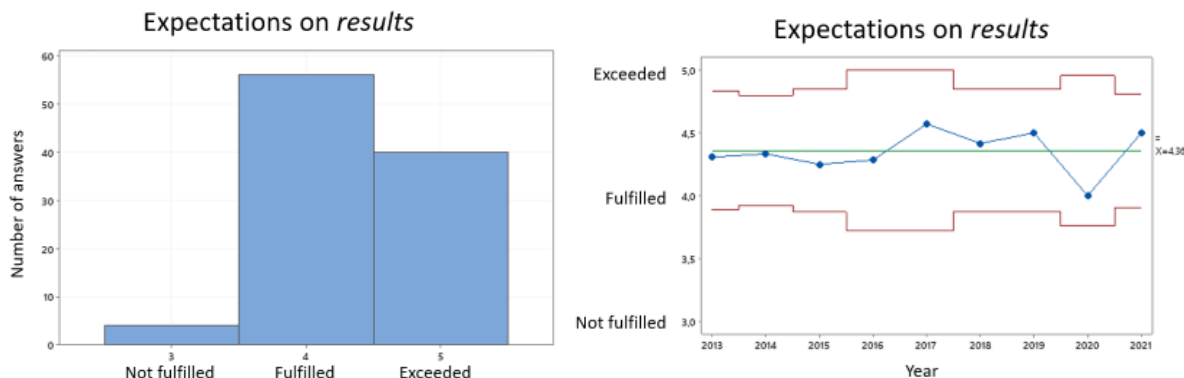 Expectations on results
60
50
40
30
20
10
0
Number of answers
3
4
5
Not fulfilled
Fulfilled
Exceeded
Expectations on results
Exceeded
Fulfilled
Not fulfilled
5,0
4,5
4,0
3,5
3,0
X=4,36
2013 2014 2015 2016 2017 2018 2019 2020 2021
Year